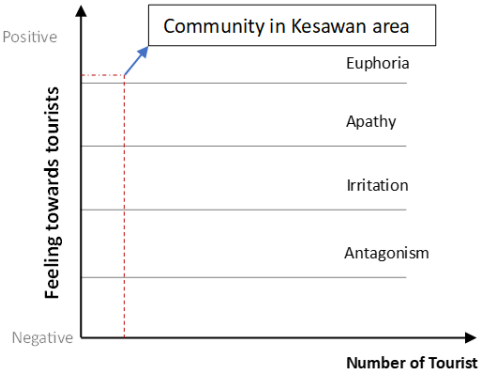 Community in Kesawan area
Positive
Euphoria
Apathy
Irritation
Antagonism
Feeling towards tourists
Negative
Number of Tourist